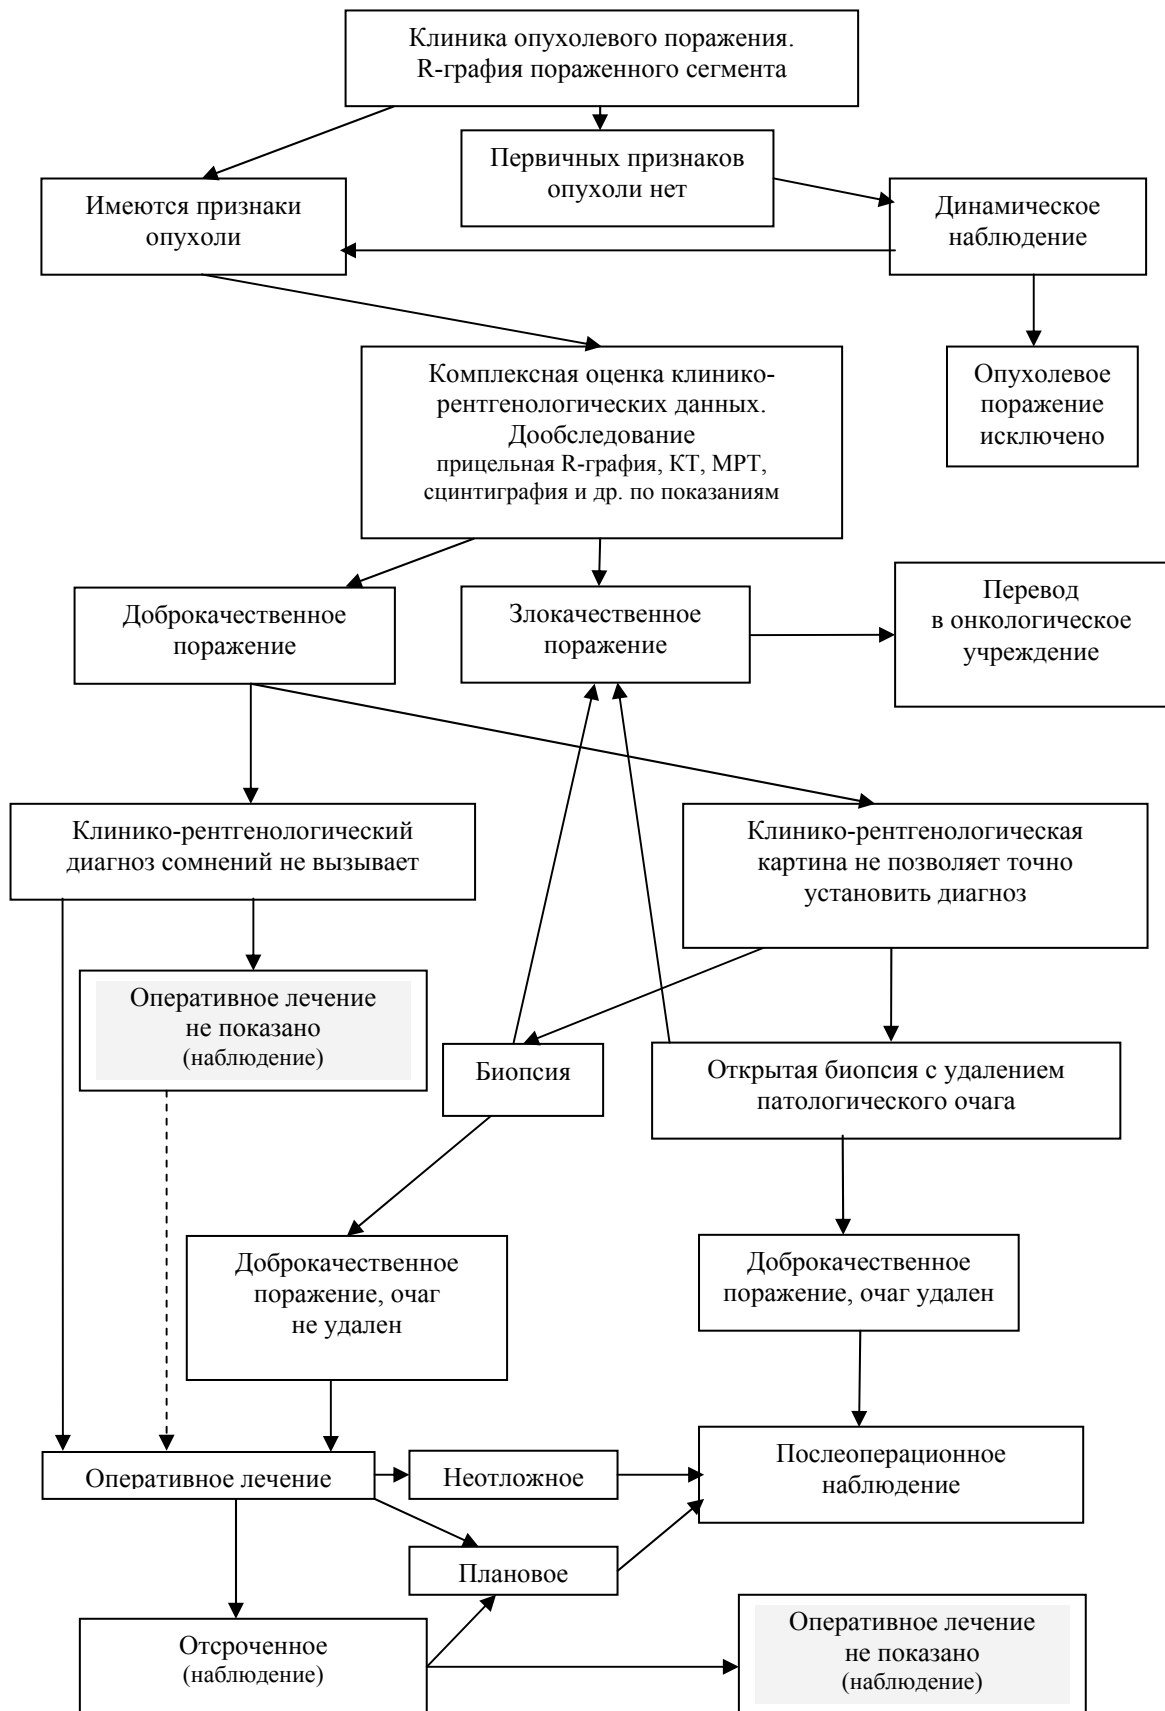 Клиника опухолевого поражения.
R-графия пораженного сегмента
Первичных признаков
опухоли нет
Имеются признаки
опухоли
Динамическое
наблюдение
Опухолевое
поражение
исключено
Комплексная оценка клинико-
рентгенологических данных.
Дообследование
прицельная R-графия, КТ, МРТ,
сцинтиграфия и др. по показаниям
Доброкачественное
поражение
Злокачественное
поражение
Перевод
в онкологическое
учреждение
Клинико-рентгенологический
диагноз сомнений не вызывает
Клинико-рентгенологическая
картина не позволяет точно
установить диагноз
Оперативное лечение
не показано
(наблюдение)
Биопсия
Открытая биопсия с удалением
патологического очага
Доброкачественное
поражение, очаг
не удален
Доброкачественное
поражение, очаг удален
Оперативное лечение
Неотложное
Послеоперационное
наблюдение
Плановое
Отсроченное
(наблюдение)
Оперативное лечение
не показано
(наблюдение)